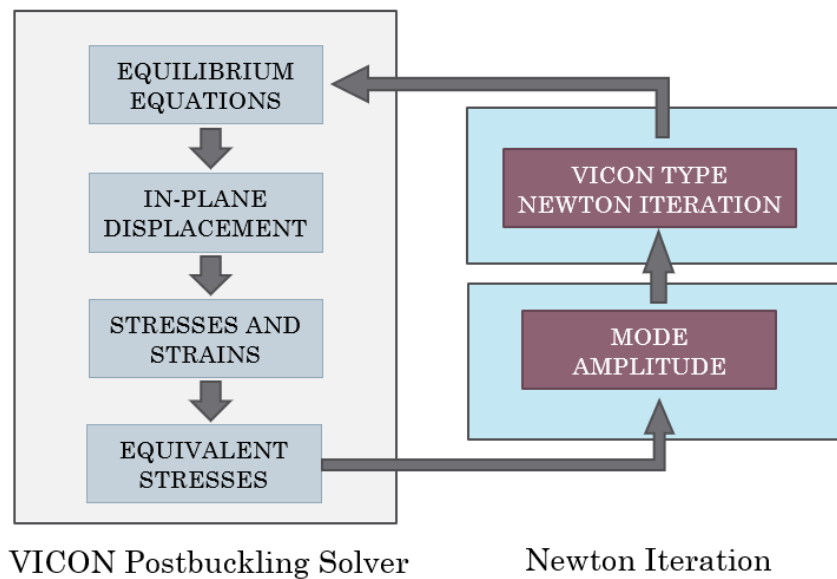 EQUILIBRIUM
EQUATIONS
IN-PLANE
DISPLACEMENT
STRESSES AND
STRAINS
EQUIVALENT
STRESSES
VICON TYPE
NEWTON ITERATION
MODE
AMPLITUDE
VICON Postbuckling Solver
Newton Iteration